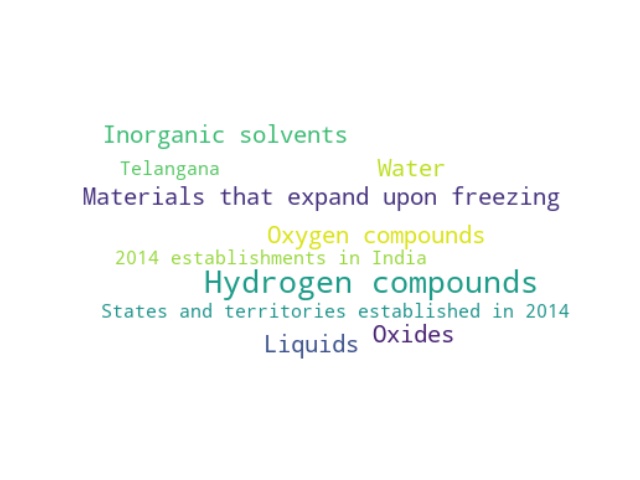 Inorganic solvents
Telangana
Water
Materials that expand upon freezing
Oxygen compounds
2014 establishments in India
Hydrogen compounds
States and territories established in 2014
Oxides
Liquids